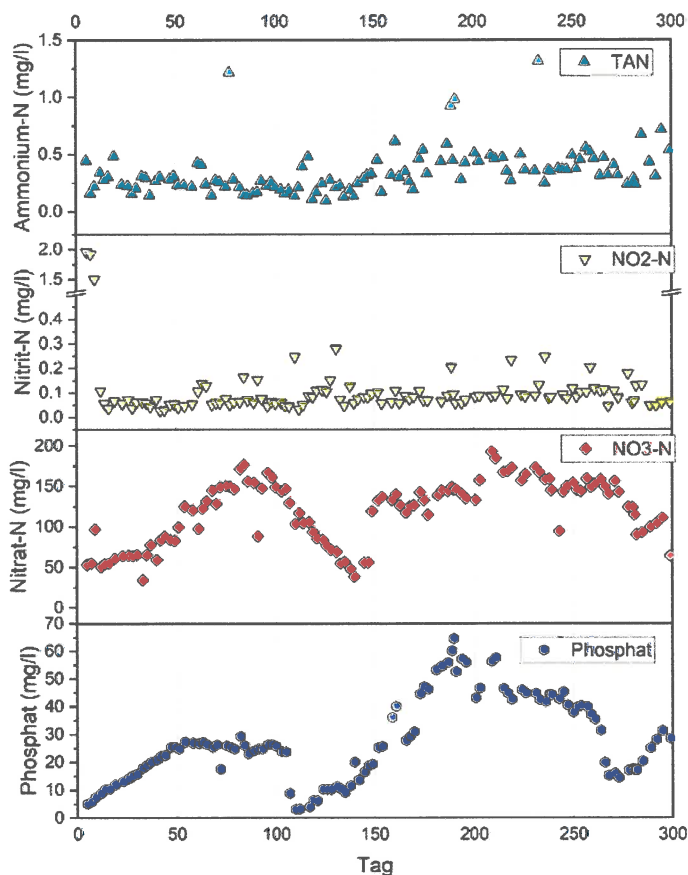 0 50 100 150 200 250 300
1.5
1.0
0.5
0.0
Ammonium-N (mg/l)
TAN
2.0
1.5
0.3
0.2
0.1
0.0
Nitrit-N (mg/l)
NO2-N
200
150
100
50
0
Nitrat-N (mg/l)
NO3-N
70
60
50
40
30
20
10
0
Phosphat (mg/l)
Phosphat
0 50 100 150 200 250 300
Tag